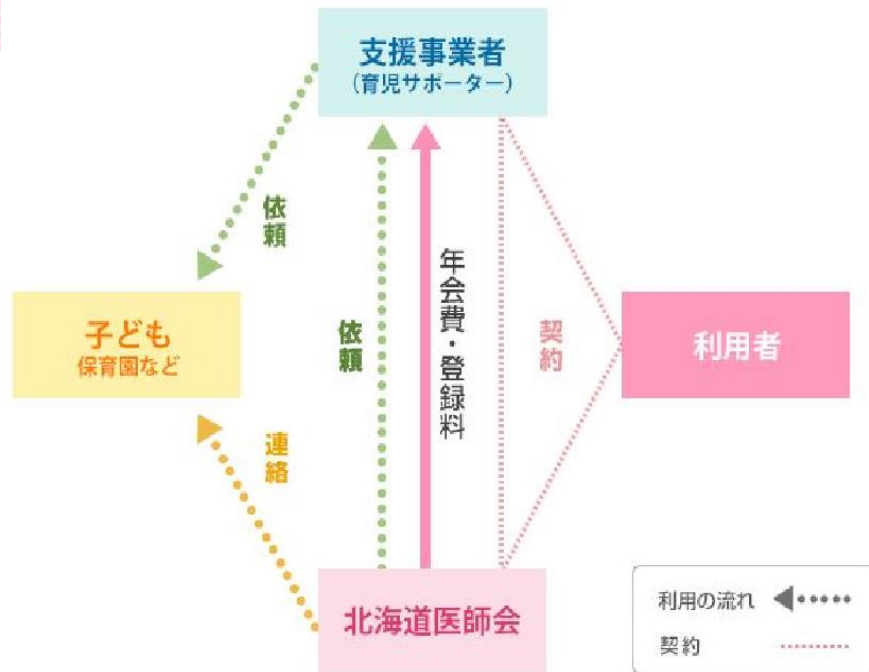 支援事業者
(育児サポーター)
依頼
年会費・登録料
子ども
保育園など
依頼
契約
利用者
連絡
北海道医師会
利用の流れ
契約